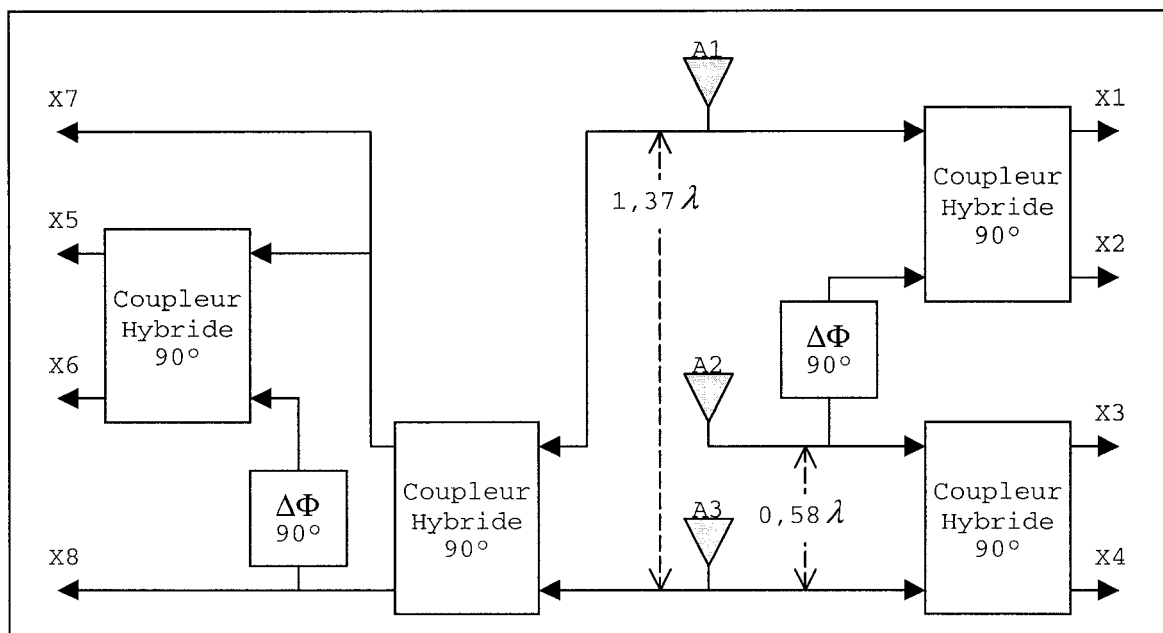 A1
X7
X1
Coupleur
Hybride
90°
1,37 λ
X5
X2
Coupleur
Hybride
90°
ΔΦ
90°
X6
A2
X3
Coupleur
Hybride
90°
Coupleur
Hybride
90°
ΔΦ
90°
A3
0,58 λ
X8
X4